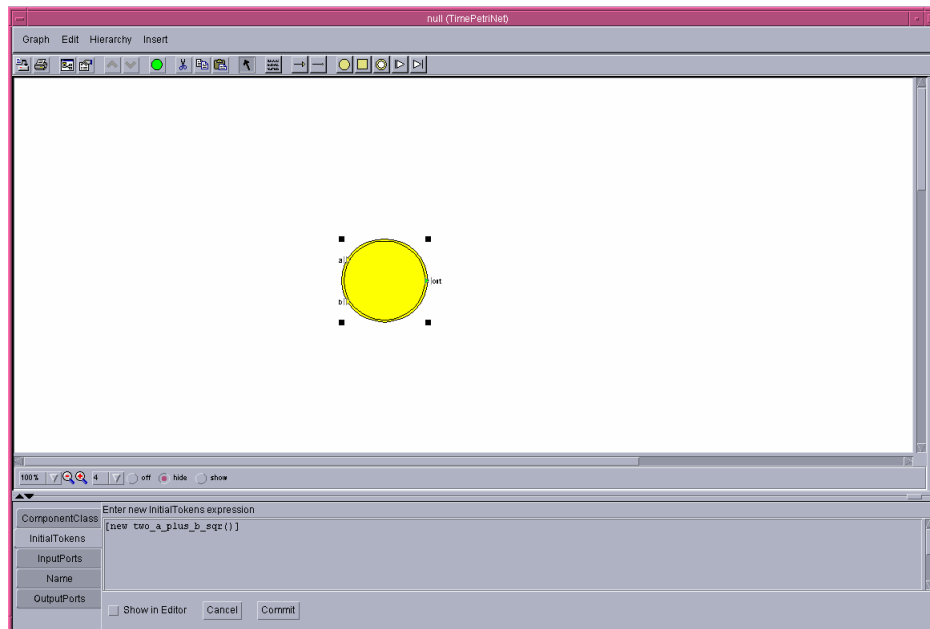 null (TimePetriNet)
Graph Edit Hierarchy Insert
a
out
b
100% 4 off hide show
Enter new InitialTokens expression
ComponentClass
[new two_a_plus_b_sqr()]
InitialTokens
InputPorts
Name
OutputPorts
Show in Editor Cancel Commit